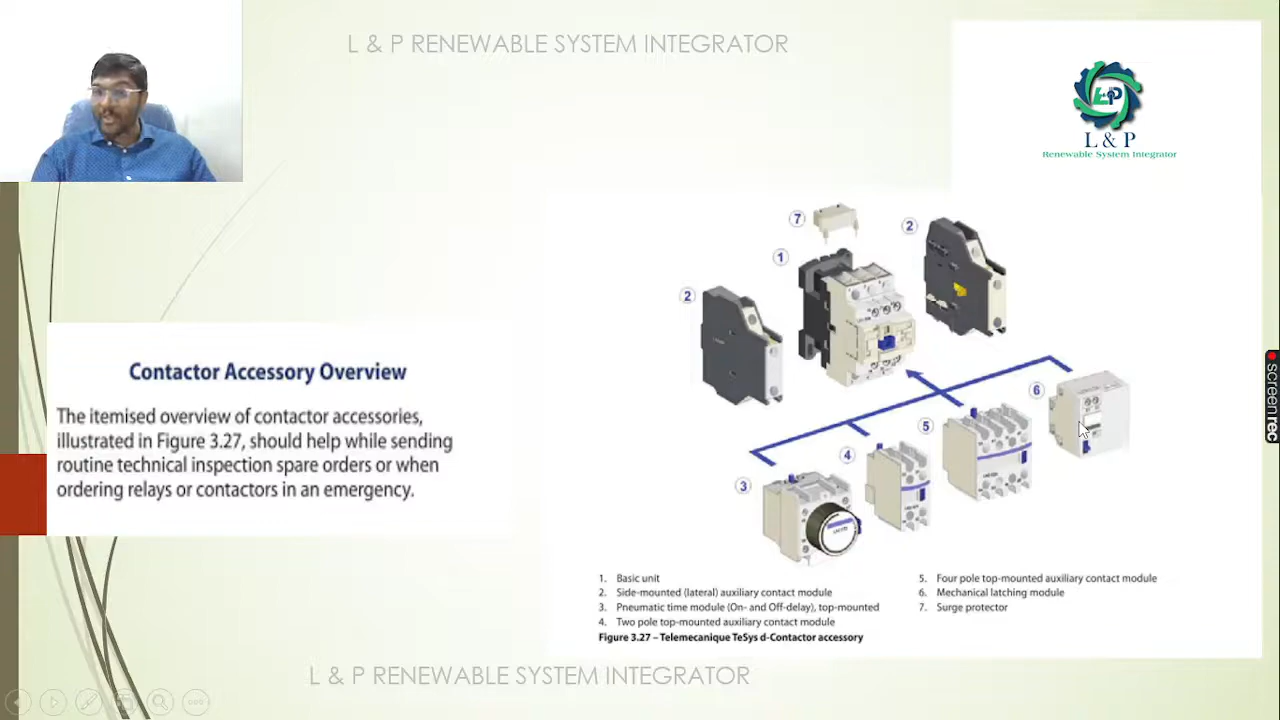 L & P RENEWABLE SYSTEM INTEGRATOR
L&P
L & P
Renewable System Integrator
7
2
1
2
6
5
4
3
Contactor Accessory Overview
The itemised overview of contactor accessories,
illustrated in Figure 3.27, should help while sending
routine technical inspection spare orders or when
ordering relays or contactors in an emergency.
1. Basic unit
2. Side-mounted (lateral) auxiliary contact module
3. Pneumatic time module (On- and Off-delay), top-mounted
4. Two pole top-mounted auxiliary contact module
5. Four pole top-mounted auxiliary contact module
6. Mechanical latching module
7. Surge protector
Figure 3.27 – Telemecanique TeSys d-Contactor accessory
L & P RENEWABLE SYSTEM INTEGRATOR
screenrec